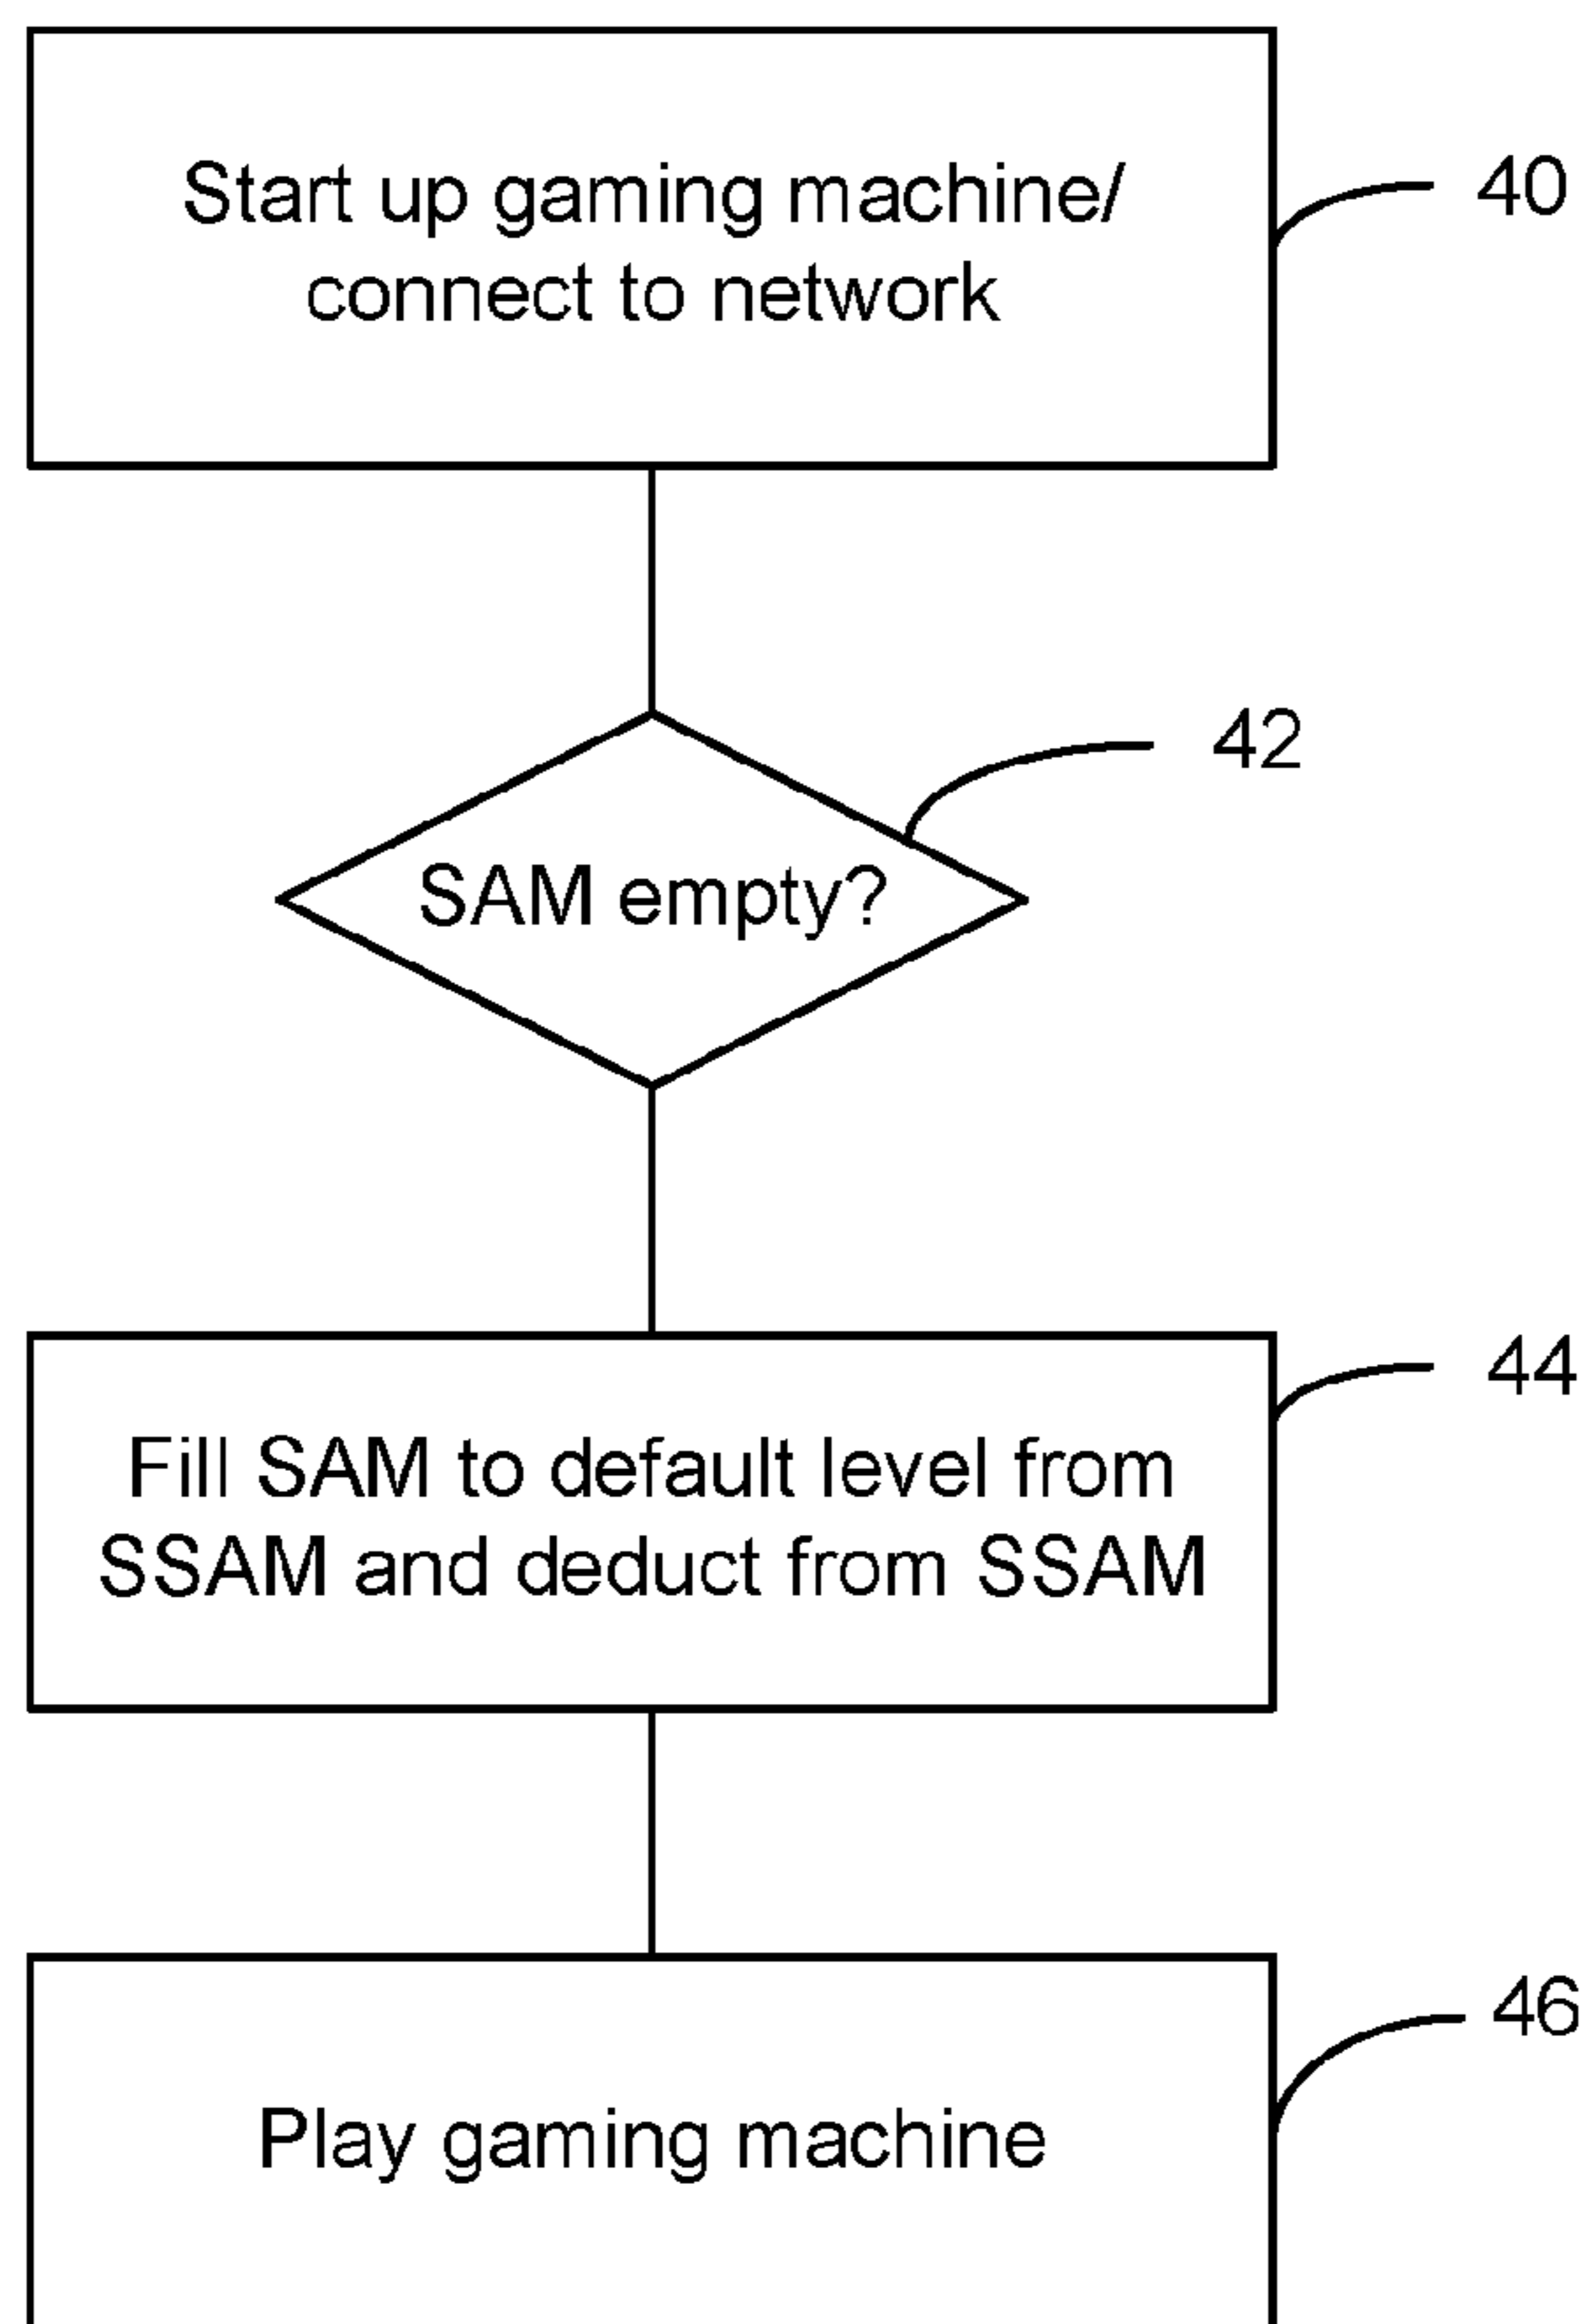 Start up gaming machine/
connect to network
40
42
SAM empty?
44
Fill SAM to default level from
SSAM and deduct from SSAM
46
Play gaming machine